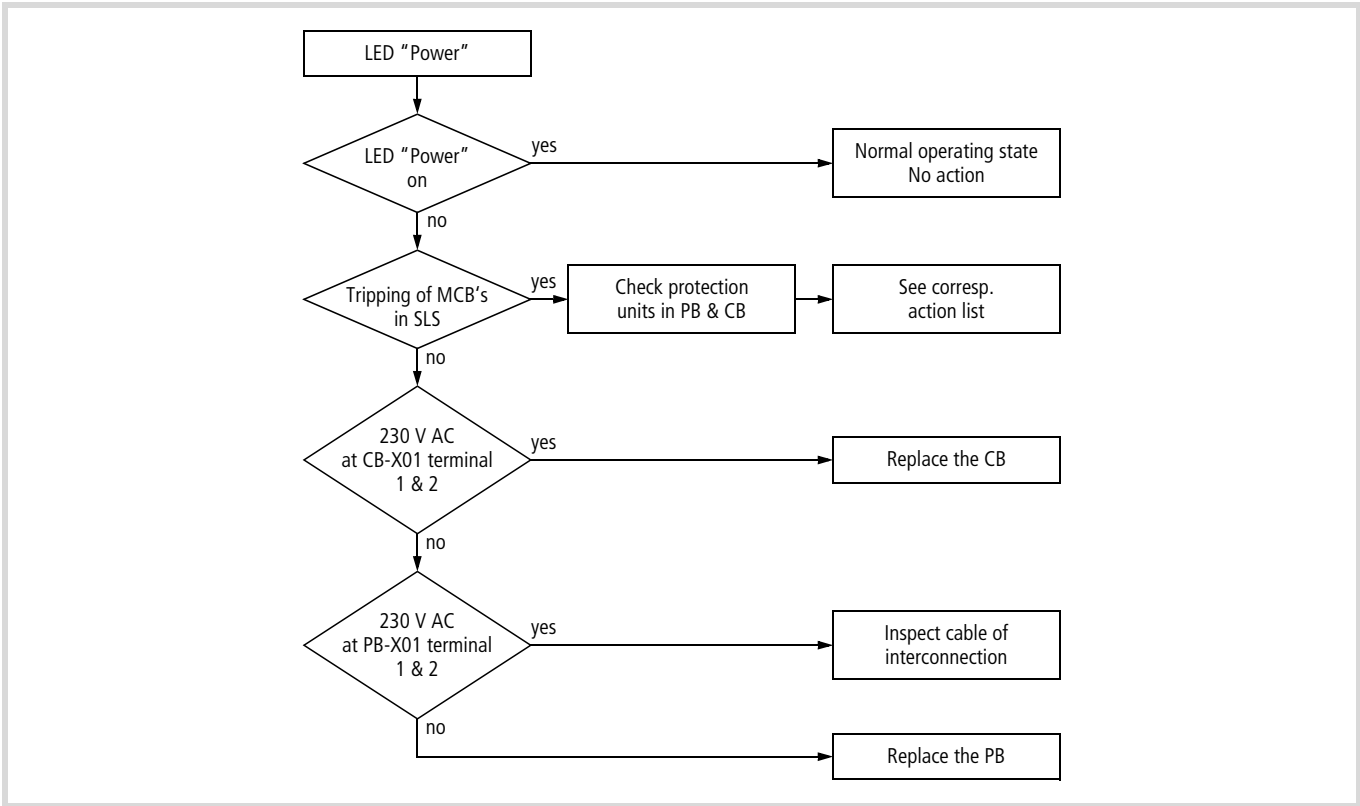 LED “Power”
LED “Power”
on
yes
Normal operating state
No action
no
Tripping of MCB‘s
in SLS
yes
Check protection
units in PB & CB
See corresp.
action list
no
230 V AC
at CB-X01 terminal
1 & 2
yes
Replace the CB
no
230 V AC
at PB-X01 terminal
1 & 2
yes
Inspect cable of
interconnection
no
Replace the PB